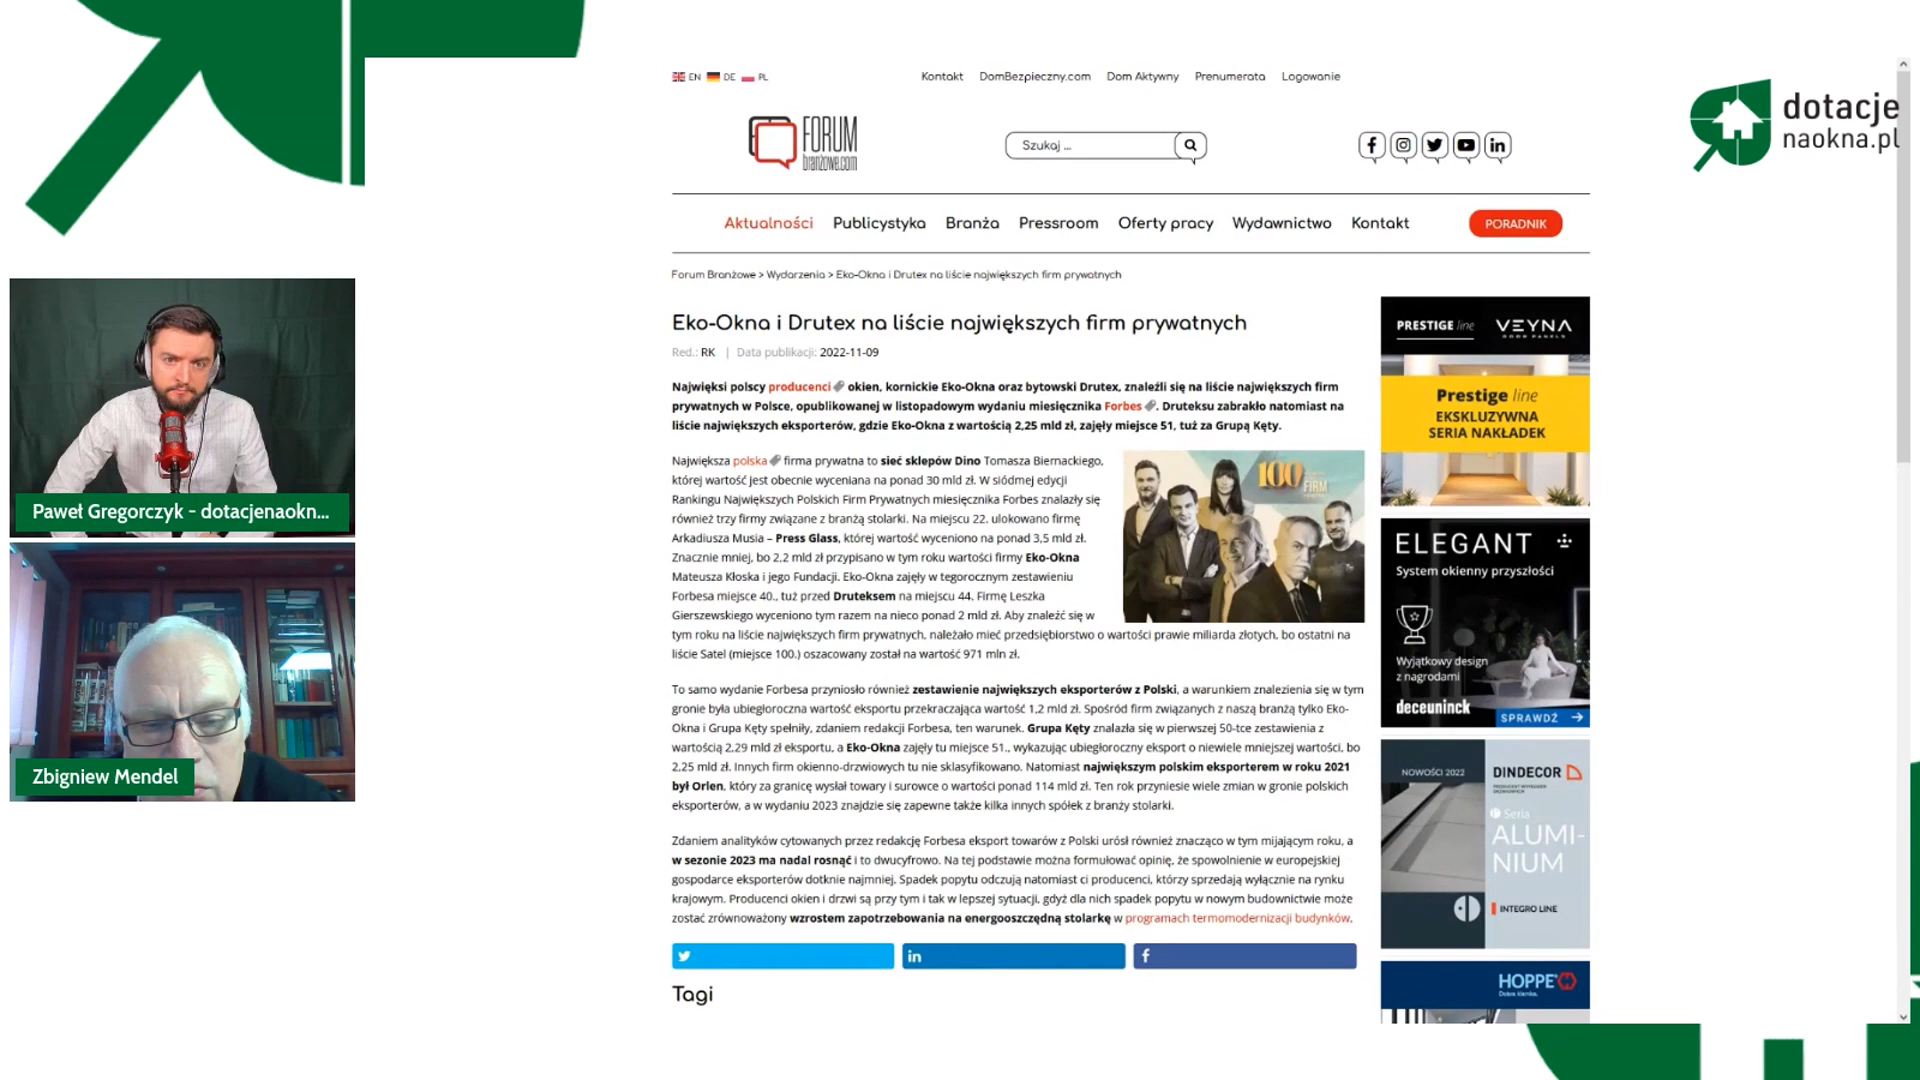 EN DE PL
Kontakt DomBezpieczny.com Dom Aktywny Prenumerata Logowanie
dotacje
naokna.pl
FORUM
branżowe.com
Szukaj ...
Aktualności Publicystyka Branża Pressroom Oferty pracy Wydawnictwo Kontakt PORADNIK
Forum Branżowe > Wydarzenia > Eko-Okna i Drutex na liście największych firm prywatnych
Eko-Okna i Drutex na liście największych firm prywatnych
Red.: RK | Data publikacji: 2022-11-09
Najwięksi polscy producenci okien, kornickie Eko-Okna oraz bytowski Drutex, znaleźli się na liście największych firm
prywatnych w Polsce, opublikowanej w listopadowym wydaniu miesięcznika Forbes . Druteksu zabrakło natomiast na
liście największych eksporterów, gdzie Eko-Okna z wartością 2,25 mld zł, zajęły miejsce 51, tuż za Grupą Kęty.
Największa polska firma prywatna to sieć sklepów Dino Tomasza Biernackiego,
której wartość jest obecnie wyceniana na ponad 30 mld zł. W siódmej edycji
Rankingu Największych Polskich Firm Prywatnych miesięcznika Forbes znalazły się
również trzy firmy związane z branżą stolarki. Na miejscu 22. ulokowano firmę
Arkadiusza Musia – Press Glass, której wartość wyceniono na ponad 3,5 mld zł.
Znacznie mniej, bo 2,2 mld zł przypisano w tym roku wartości firmy Eko-Okna
Mateusza Kłoska i jego Fundacji. Eko-Okna zajęły w tegorocznym zestawieniu
Forbesa miejsce 40., tuż przed Druteksem na miejscu 44. Firmę Leszka
Gierszewskiego wyceniono tym razem na nieco ponad 2 mld zł. Aby znaleźć się w
tym roku na liście największych firm prywatnych, należało mieć przedsiębiorstwo o wartości prawie miliarda złotych, bo ostatni na
liście Satel (miejsce 100.) oszacowany został na wartość 971 mln zł.
100
FIRM
To samo wydanie Forbesa przyniosło również zestawienie największych eksporterów z Polski, a warunkiem znalezienia się w tym
gronie była ubiegłoroczna wartość eksportu przekraczająca wartość 1,2 mld zł. Spośród firm związanych z naszą branżą tylko Eko-
Okna i Grupa Kęty spełniły, zdaniem redakcji Forbesa, ten warunek. Grupa Kęty znalazła się w pierwszej 50-tce zestawienia z
wartością 2,29 mld zł eksportu, a Eko-Okna zajęły tu miejsce 51., wykazując ubiegłoroczny eksport o niewiele mniejszej wartości, bo
2,25 mld zł. Innych firm okienno-drzwiowych tu nie sklasyfikowano. Natomiast największym polskim eksporterem w roku 2021
był Orlen, który za granicę wysłał towary i surowce o wartości ponad 114 mld zł. Ten rok przyniesie wiele zmian w gronie polskich
eksporterów, a w wydaniu 2023 znajdzie się zapewne także kilka innych spółek z branży stolarki.
Zdaniem analityków cytowanych przez redakcję Forbesa eksport towarów z Polski urósł również znacząco w tym mijającym roku, a
w sezonie 2023 ma nadal rosnąć i to dwucyfrowo. Na tej podstawie można formułować opinię, że spowolnienie w europejskiej
gospodarce eksporterów dotknie najmniej. Spadek popytu odczują natomiast ci producenci, którzy sprzedają wyłącznie na rynku
krajowym. Producenci okien i drzwi są przy tym i tak w lepszej sytuacji, gdyż dla nich spadek popytu w nowym budownictwie może
zostać zrównoważony wzrostem zapotrzebowania na energooszczędną stolarkę w programach termomodernizacji budynków.
Tagi
PRESTIGE line VEYNA
DOOR PANELS
Prestige line
EKSKLUZYWNA
SERIA NAKŁADEK
ELEGANT
System okienny przyszłości
Wyjątkowy design
z nagrodami
deceuninck
SPRAWDŹ
NOWOŚCI 2022 DINDECOR
Seria
ALUMI-
NIUM
INTEGRO LINE
HOPPE
Dobra klamka.
Paweł Gregorczyk - dotacjenaokn...
Zbigniew Mendel